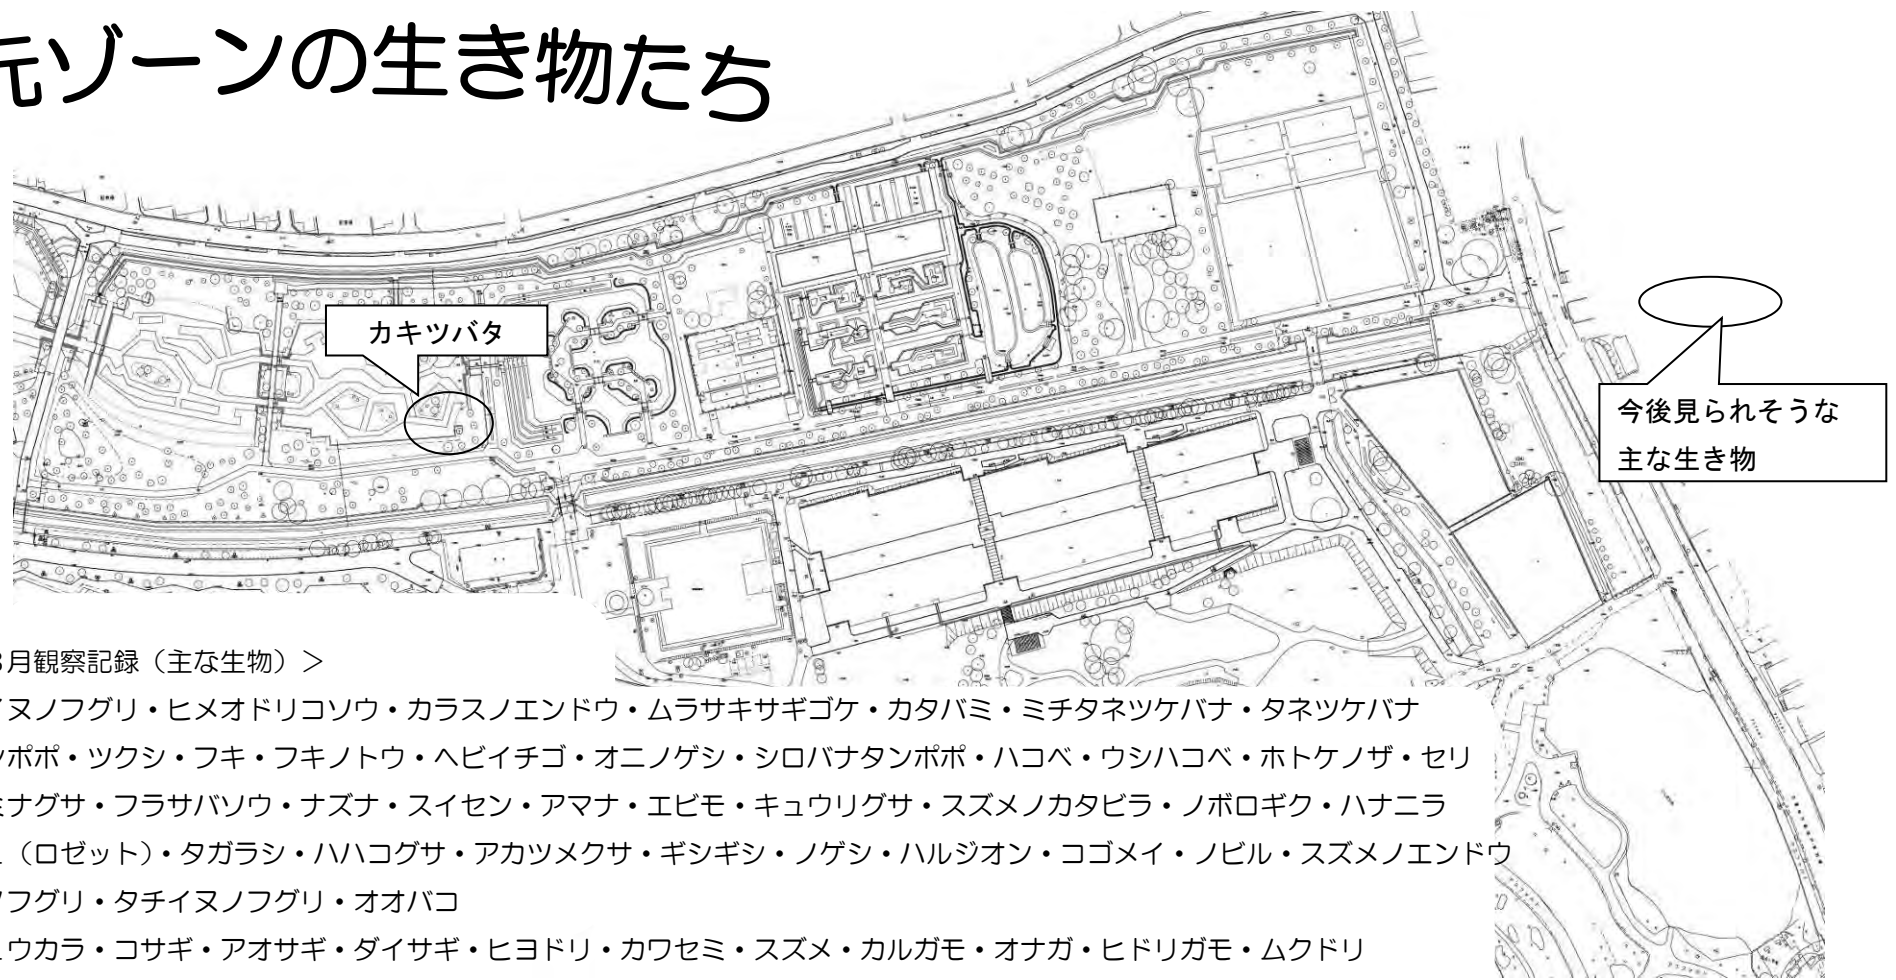 元ゾーンの生き物たち
カキツバタ
今後見られそうな
主な生き物
3月観察記録（主な生物）＞
イヌノフグリ・ヒメオドリコソウ・カラスノエンドウ・ムラサキサギゴケ・カタバミ・ミチタネツケバナ・タネツケバナ
ンポポ・ツクシ・フキ・フキノトウ・ヘビイチゴ・オニノゲシ・シロバナタンポポ・ハコベ・ウシハコベ・ホトケノザ・セリ
ミナグサ・フラサバソウ・ナズナ・スイセン・アマナ・エビモ・キュウリグサ・スズメノカタビラ・ノボロギク・ハナニラ
（ロゼット）・タガラシ・ハハコグサ・アカツメクサ・ギシギシ・ノゲシ・ハルジオン・コゴメイ・ノビル・スズメノエンドウ
ノフグリ・タチイヌノフグリ・オオバコ
ュウカラ・コサギ・アオサギ・ダイサギ・ヒヨドリ・カワセミ・スズメ・カルガモ・オナガ・ヒドリガモ・ムクドリ